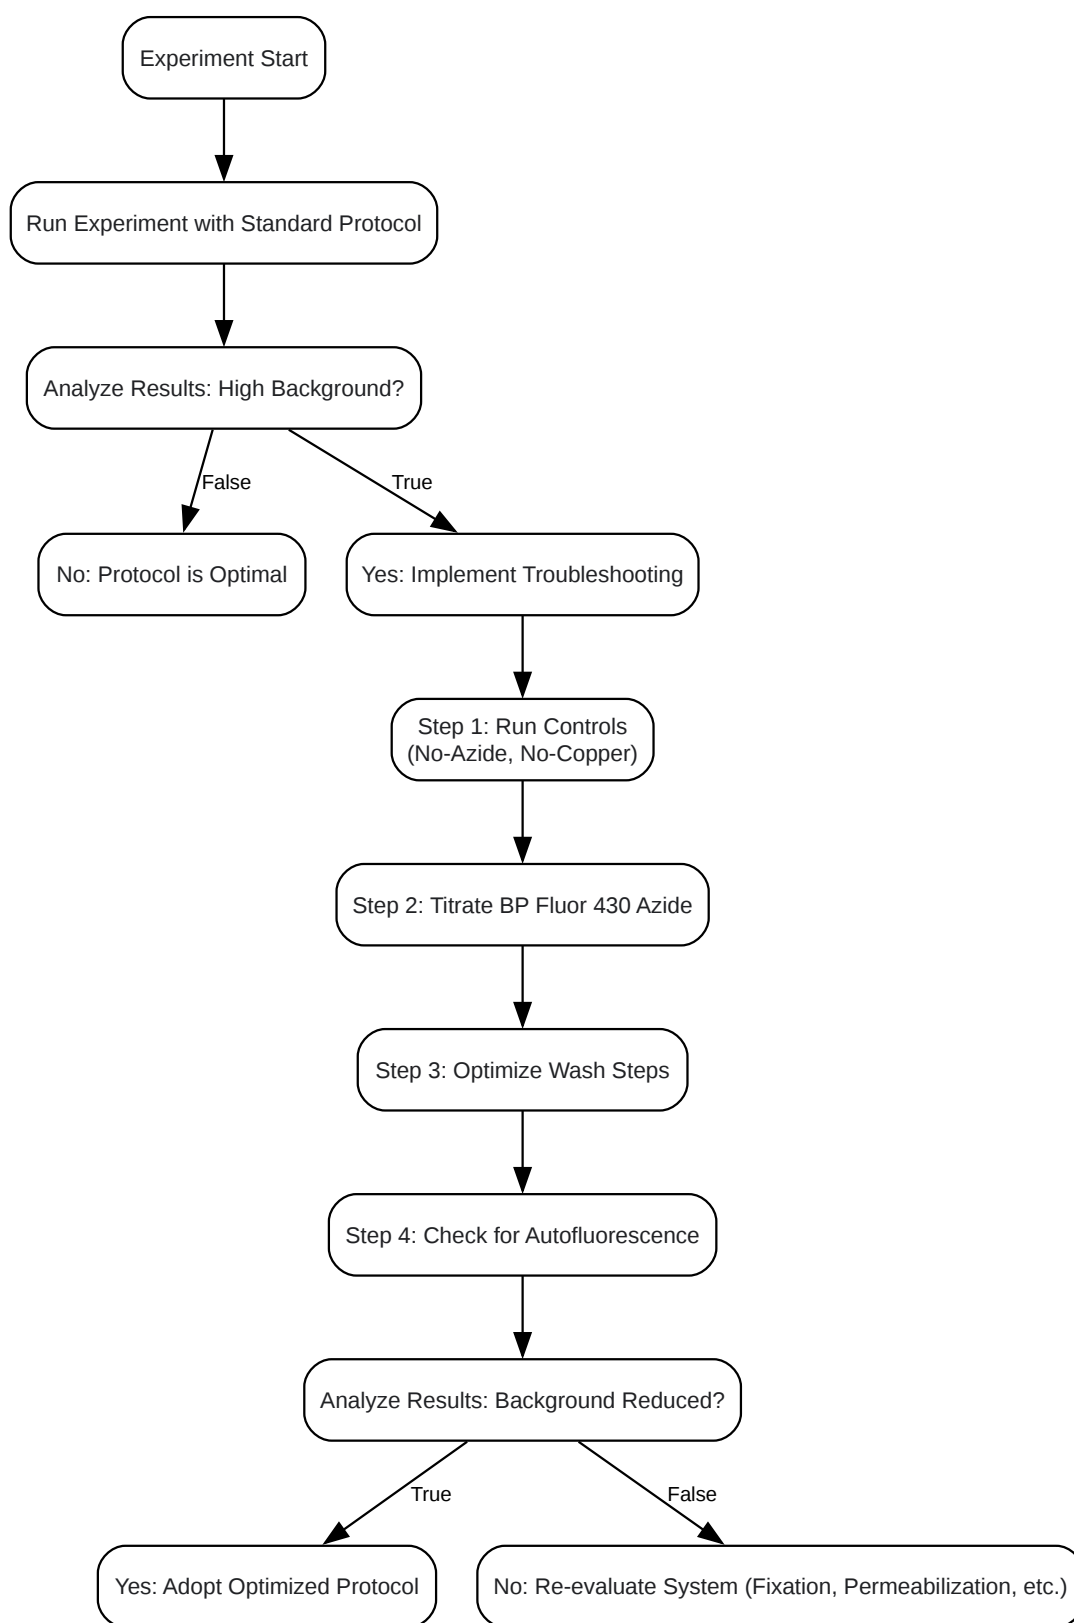 Experiment Start
Run Experiment with Standard Protocol
Analyze Results: High Background?
False
True
No: Protocol is Optimal
Yes: Implement Troubleshooting
Step 1: Run Controls
(No-Azide, No-Copper)
Step 2: Titrate BP Fluor 430 Azide
Step 3: Optimize Wash Steps
Step 4: Check for Autofluorescence
Analyze Results: Background Reduced?
True
False
Yes: Adopt Optimized Protocol
No: Re-evaluate System (Fixation, Permeabilization, etc.)